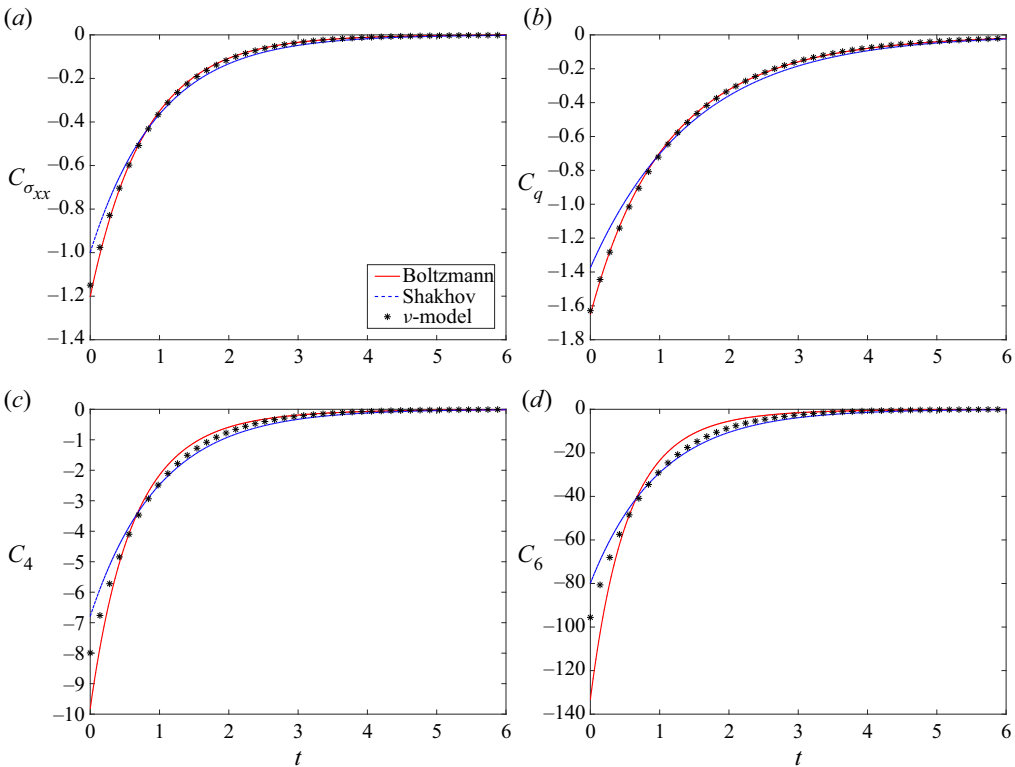 (a)
0
–0.2
–0.4
–0.6
–0.8
–1.0
–1.2
–1.4
Cσxx
0 1 2 3 4 5 6
Boltzmann
Shakhov
ν-model
(b)
0
–0.2
–0.4
–0.6
–0.8
–1.0
–1.2
–1.4
–1.6
–1.8
Cq
0 1 2 3 4 5 6
(c)
0
–1
–2
–3
–4
–5
–6
–7
–8
–9
–10
C4
0 1 2 3 4 5 6
t
(d)
0
–20
–40
–60
–80
–100
–120
–140
C6
0 1 2 3 4 5 6
t